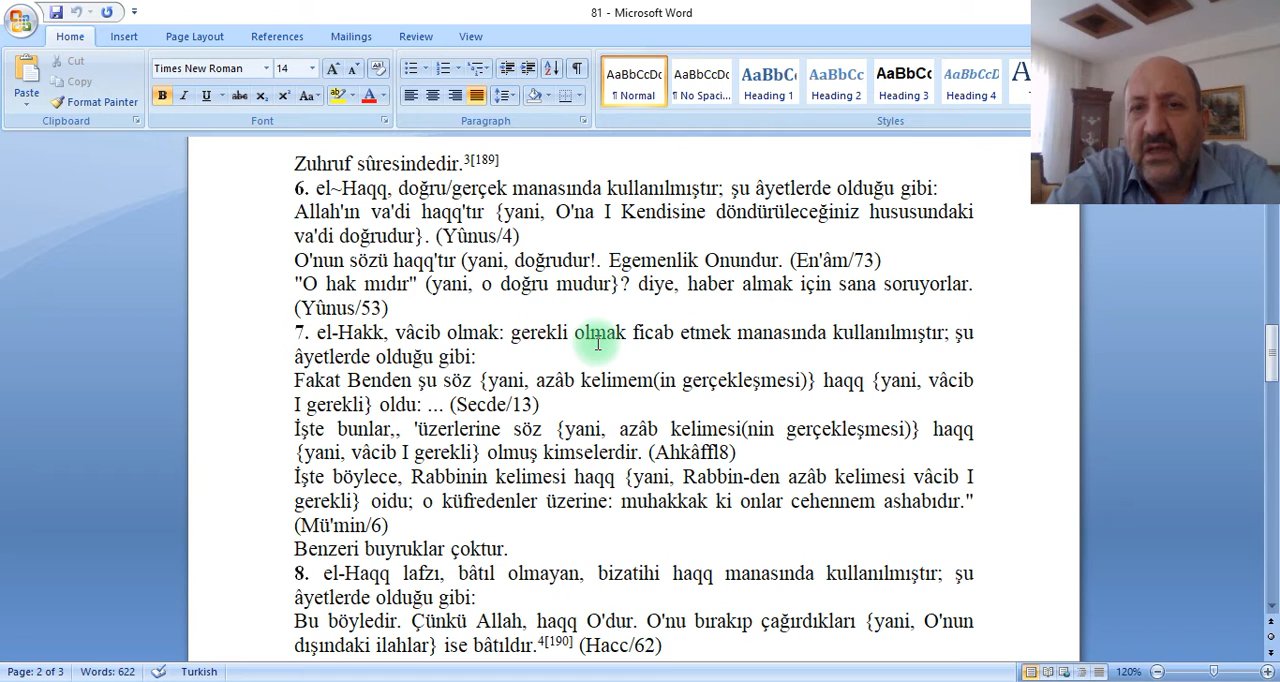 81 - Microsoft Word
Home Insert Page Layout References Mailings Review View
Paste
Cut
Copy
Format Painter
Clipboard
Times New Roman 14
B I U abc x₂ x² Aa A
Font
Paragraph
AaBbCcDc AaBbCcDc AaBbCc AaBbCc AaBbCc AaBbCcD A
¶ Normal ¶ No Spaci... Heading 1 Heading 2 Heading 3 Heading 4
Styles
Zuhruf sûresindedir.3[189]
6. el~Haqq, doğru/gerçek manasında kullanılmıştır; şu âyetlerde olduğu gibi:
Allah'ın va'di haqq'tır {yani, O'na I Kendisine döndürüleceğiniz hususundaki
va'di doğrudur}. (Yûnus/4)
O'nun sözü haqq'tır (yani, doğrudur!. Egemenlik Onundur. (En'âm/73)
"O hak mıdır" (yani, o doğru mudur}? diye, haber almak için sana soruyorlar.
(Yûnus/53)
7. el-Hakk, vâcib olmak: gerekli olmak ficab etmek manasında kullanılmıştır; şu
âyetlerde olduğu gibi:
Fakat Benden şu söz {yani, azâb kelimem(in gerçekleşmesi)} haqq {yani, vâcib
I gerekli} oldu: ... (Secde/13)
İşte bunlar,, 'üzerlerine söz {yani, azâb kelimesi(nin gerçekleşmesi)} haqq
{yani, vâcib I gerekli} olmuş kimselerdir. (Ahkâffl8)
İşte böylece, Rabbinin kelimesi haqq {yani, Rabbin-den azâb kelimesi vâcib I
gerekli} oidu; o küfredenler üzerine: muhakkak ki onlar cehennem ashabıdır."
(Mü'min/6)
Benzeri buyruklar çoktur.
8. el-Haqq lafzı, bâtıl olmayan, bizatihi haqq manasında kullanılmıştır; şu
âyetlerde olduğu gibi:
Bu böyledir. Çünkü Allah, haqq O'dur. O'nu bırakıp çağırdıkları {yani, O'nun
dışındaki ilahlar} ise bâtıldır.4[190] (Hacc/62)
Page: 2 of 3 Words: 622 Turkish 120%